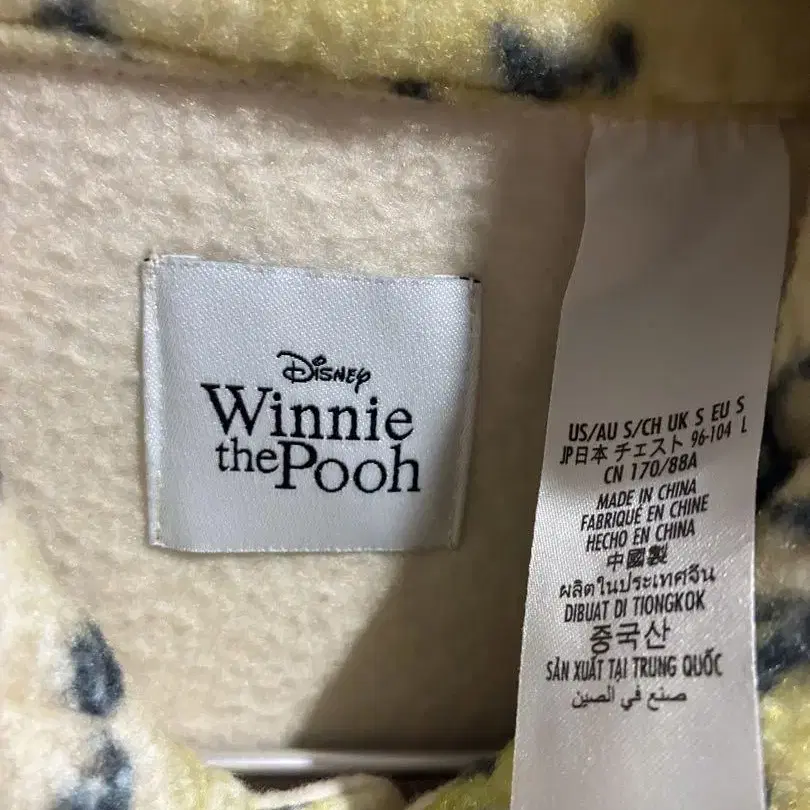 Disney
Winnie
the Pooh
US/AU S/CH UK S EU S
JP日本 チェスト 96-104 L
CN 170/88A
MADE IN CHINA
FABRIQUÉ EN CHINE
HECHO EN CHINA
中國製
ผลิตในประเทศจีน
DIBUAT DI TIONGKOK
중국산
SẢN XUẤT TẠI TRUNG QUỐC
صنع في الصين